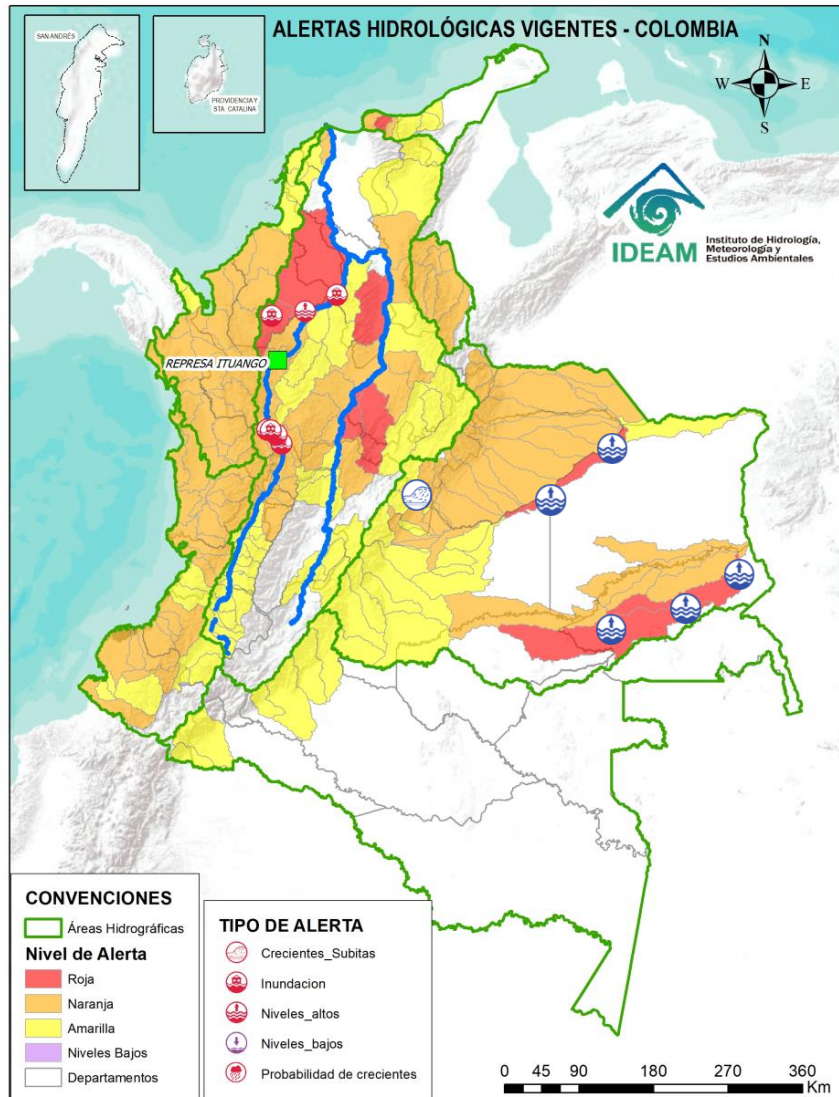 ALERTAS HIDROLÓGICAS VIGENTES - COLOMBIA
SAN ANDRÉS
PROVIDENCIA Y
STA. CATALINA
N
W
E
S
IDEAM
Instituto de Hidrología,
Meteorología y
Estudios Ambientales
REPRESA ITUANGO
CONVENCIONES
Áreas Hidrográficas
Nivel de Alerta
Roja
Naranja
Amarilla
Niveles Bajos
Departamentos
TIPO DE ALERTA
Crecientes_Subitas
Inundacion
Niveles_altos
Niveles_bajos
Probabilidad de crecientes
0 45 90 180 270 360
Km